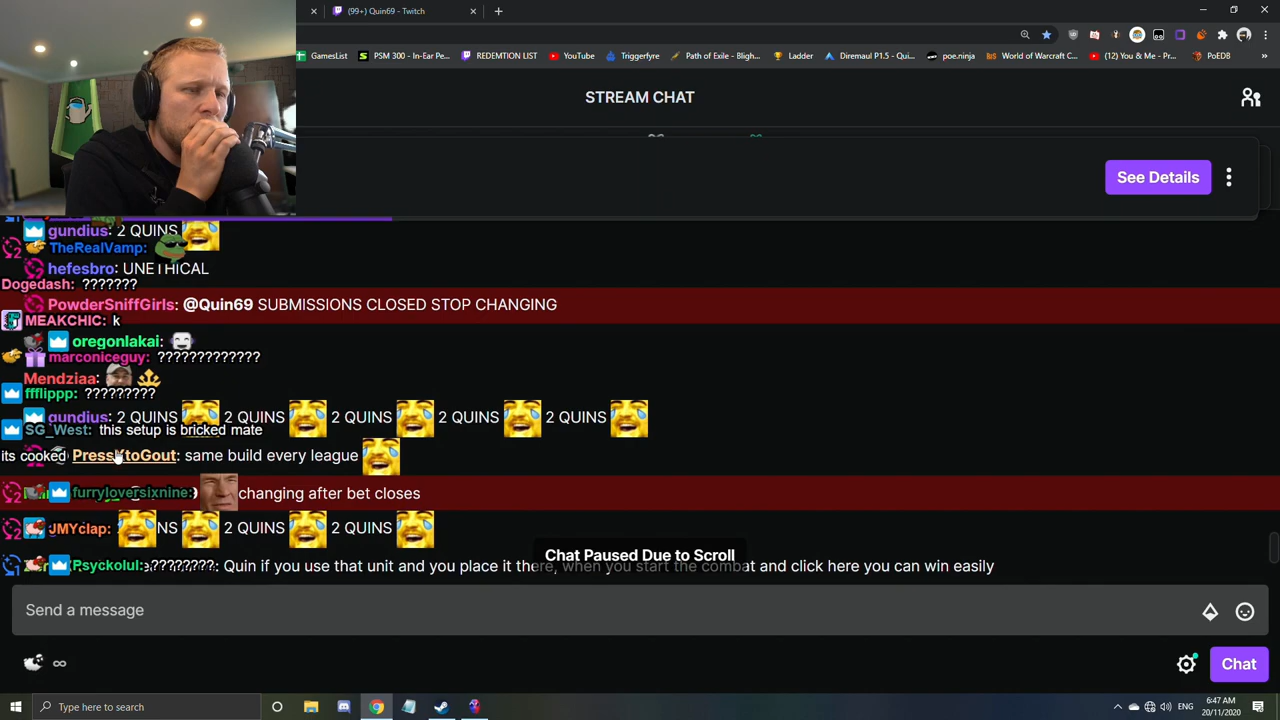 (99+) Quin69 - Twitch
GamesList PSM 300 - In-Ear Pe... REDEMTION LIST YouTube Triggerfyre Path of Exile - Bligh... Ladder Diremaul P1.5 - Qui... poe.ninja World of Warcraft C... (12) You & Me - Pr... PoEDB
STREAM CHAT
See Details
gundius: 2 QUINS
TheRealVamp:
hefesbro: UNETHICAL
Dogedash: ???????
PowderSniffGirls: @Quin69 SUBMISSIONS CLOSED STOP CHANGING
MEAKCHIC: k
oregonlakai:
marconiceguy: ?????????????
Mendziaa:
ffflippp: ?????????
gundius: 2 QUINS 2 QUINS 2 QUINS 2 QUINS 2 QUINS
SG_West: this setup is bricked mate
its cooked
PressXtoGout: same build every league
furryloversixnine: changing after bet closes
JMYclap: NS 2 QUINS 2 QUINS
Chat Paused Due to Scroll
Psyckolul: ????????: Quin if you use that unit and you place it there, when you start the combat and click here you can win easily
Send a message
Chat
Type here to search
ENG
6:47 AM
20/11/2020